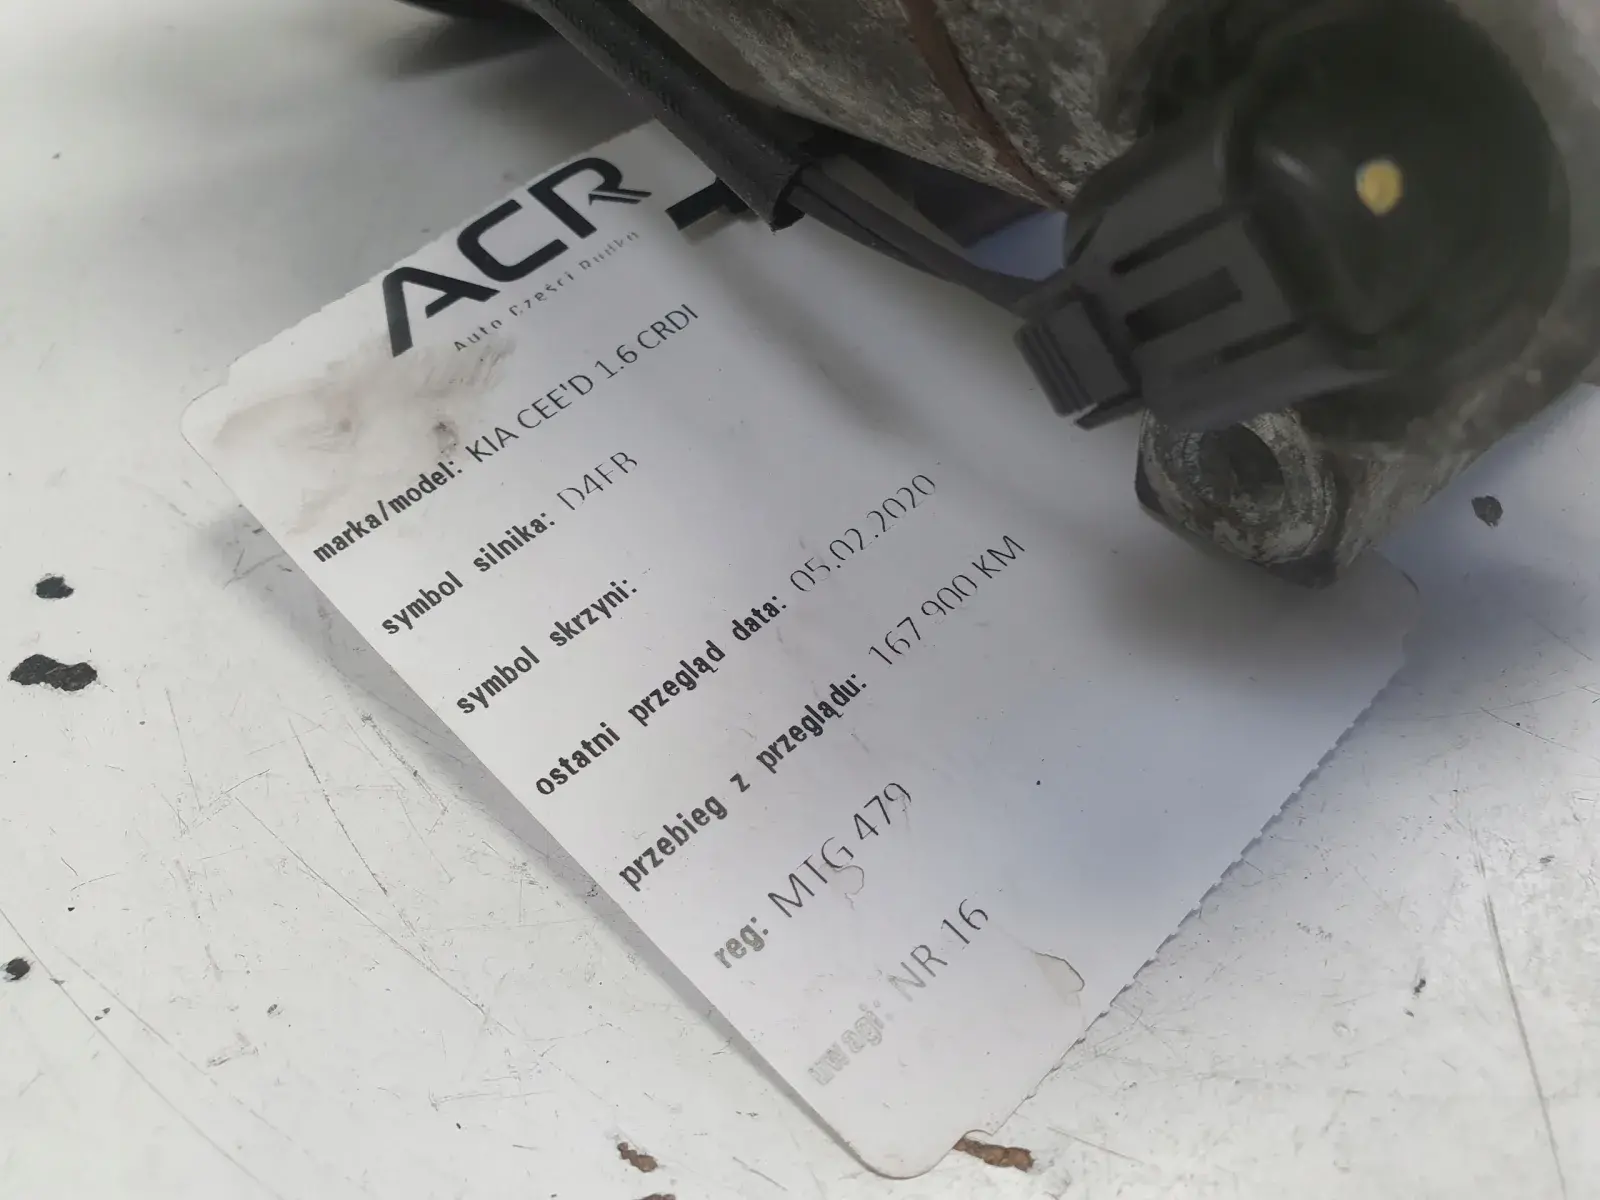 ACR
Auto Części Rudka
marka/model: KIA CEE'D 1.6 CRDI
symbol silnika: D4FB
symbol skrzyni:
ostatni przegląd data: 05.02.2020
przebieg z przeglądu: 167 900 KM
reg: MTG 479
uwagi: NR 16